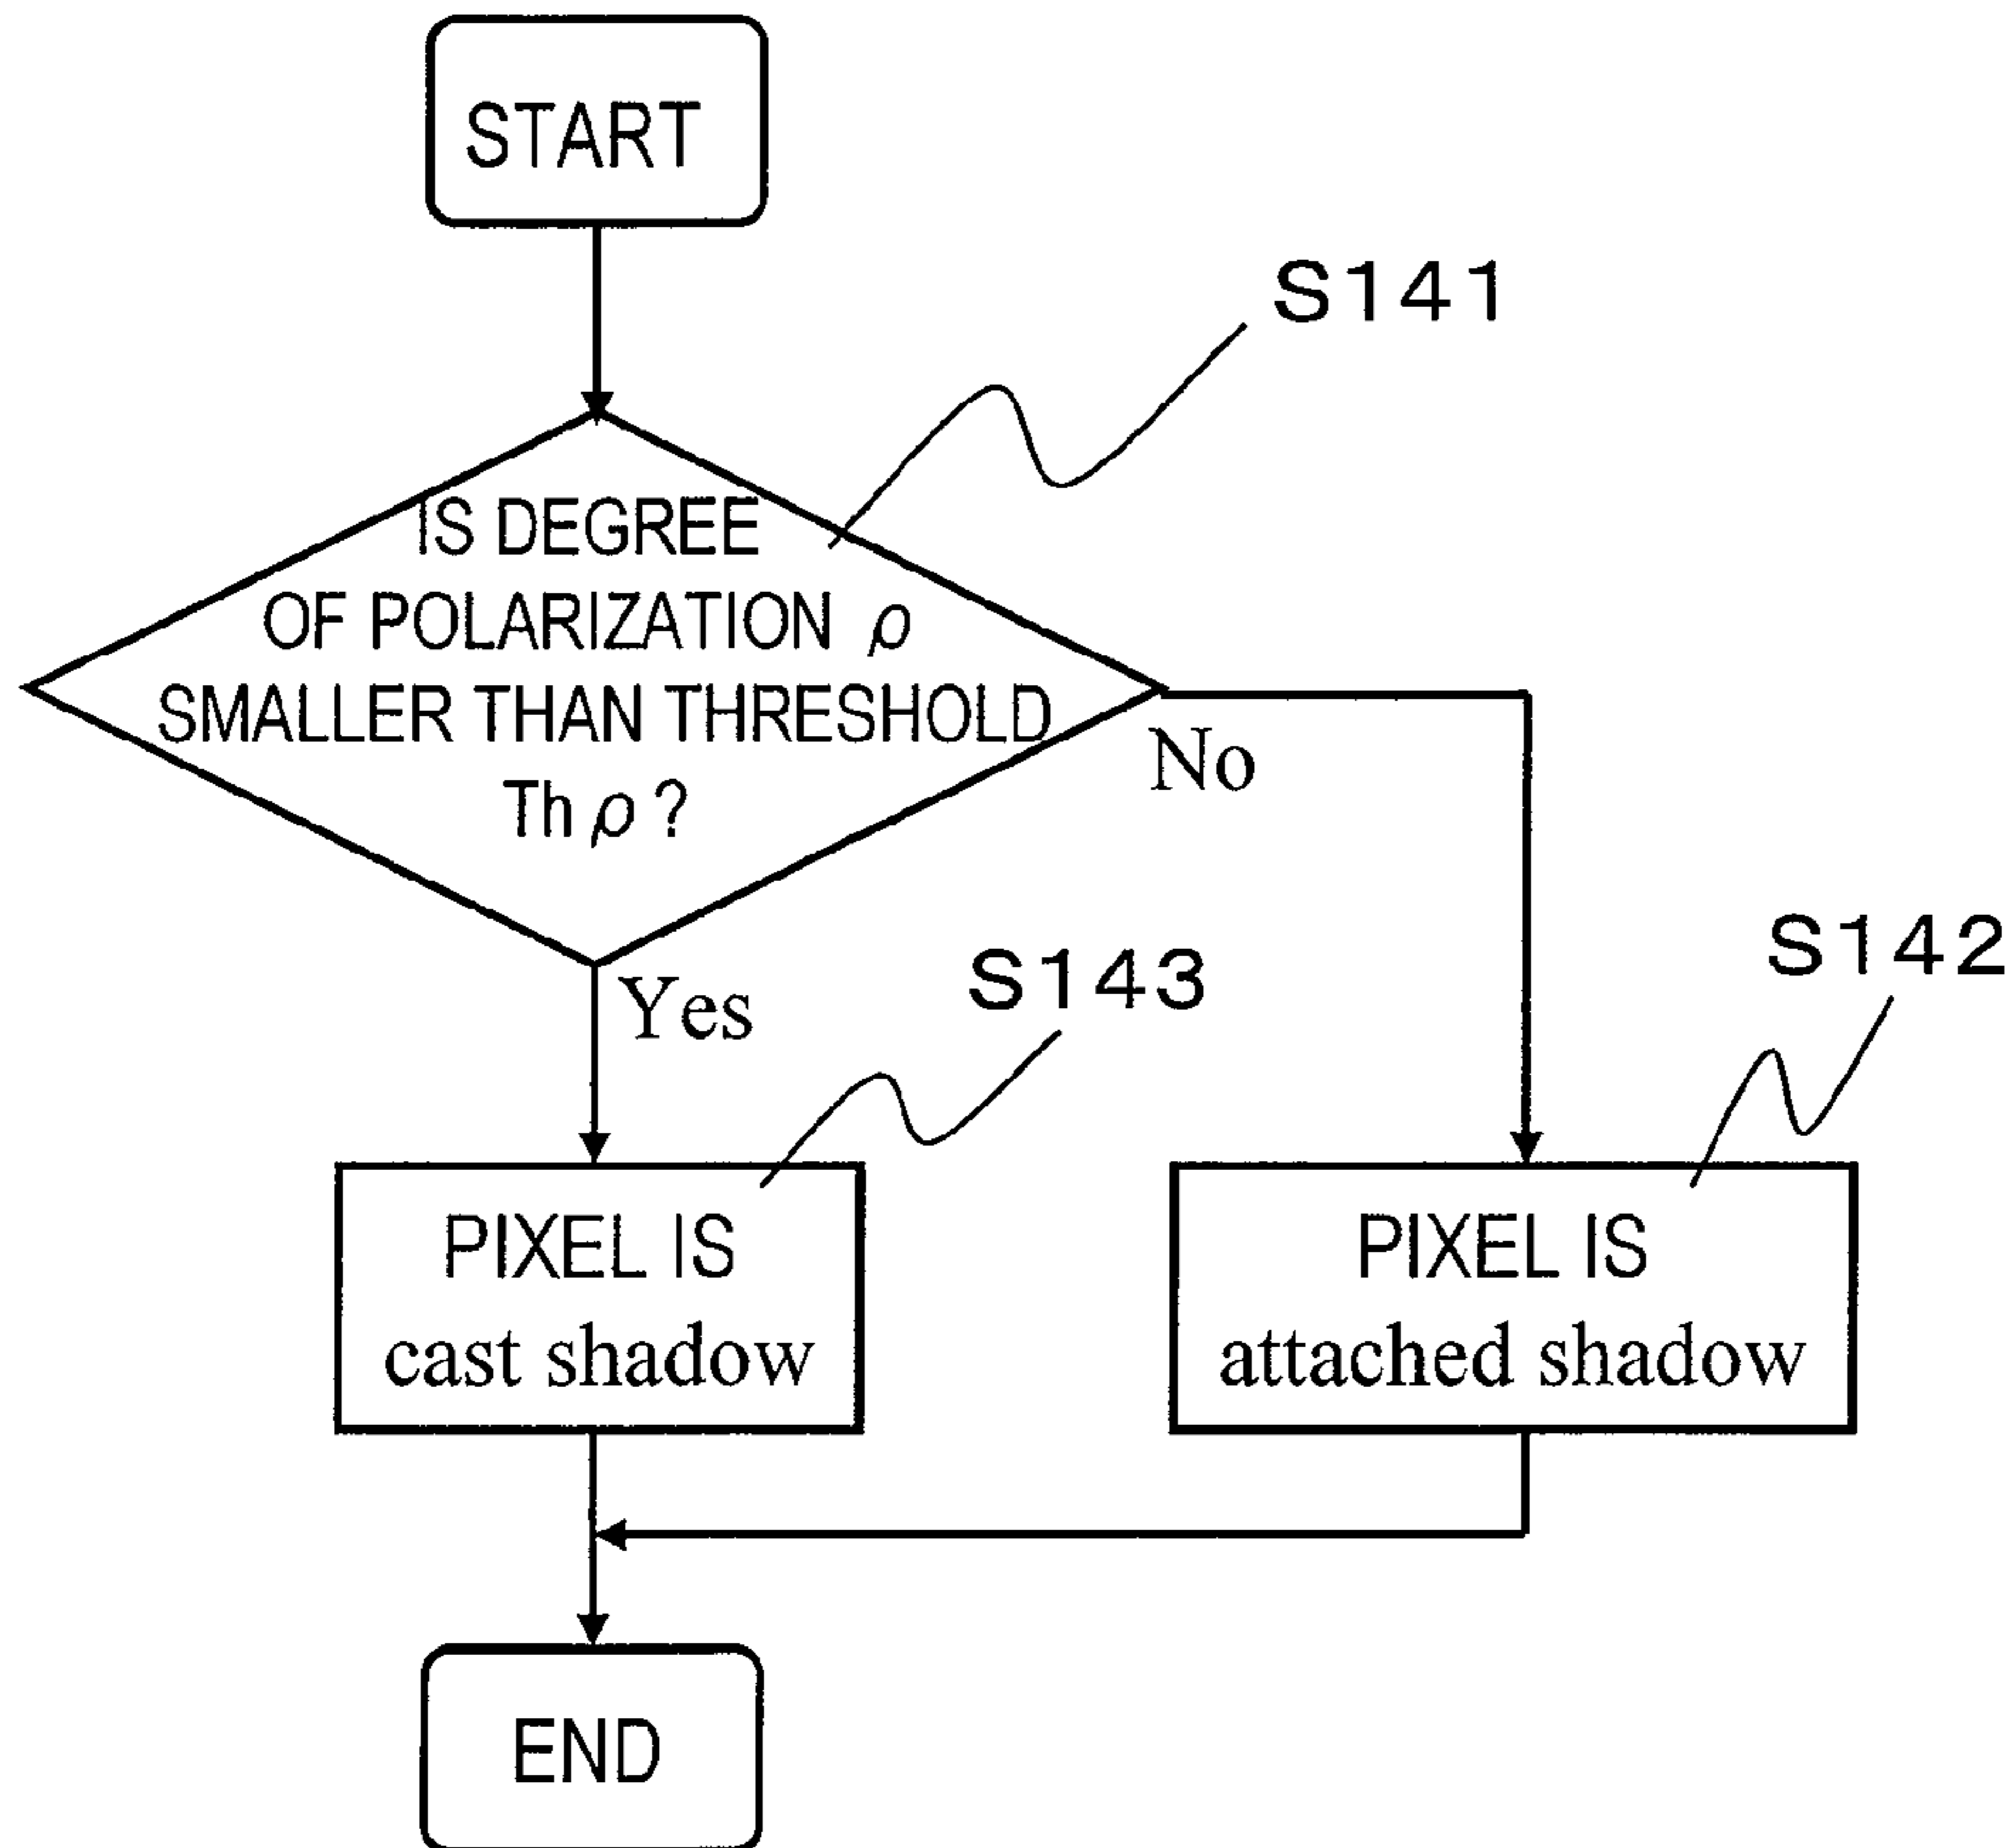 START
S141
IS DEGREE
OF POLARIZATION ρ
SMALLER THAN THRESHOLD
Th ρ ?
No
Yes
S143
S142
PIXEL IS
cast shadow
PIXEL IS
attached shadow
END